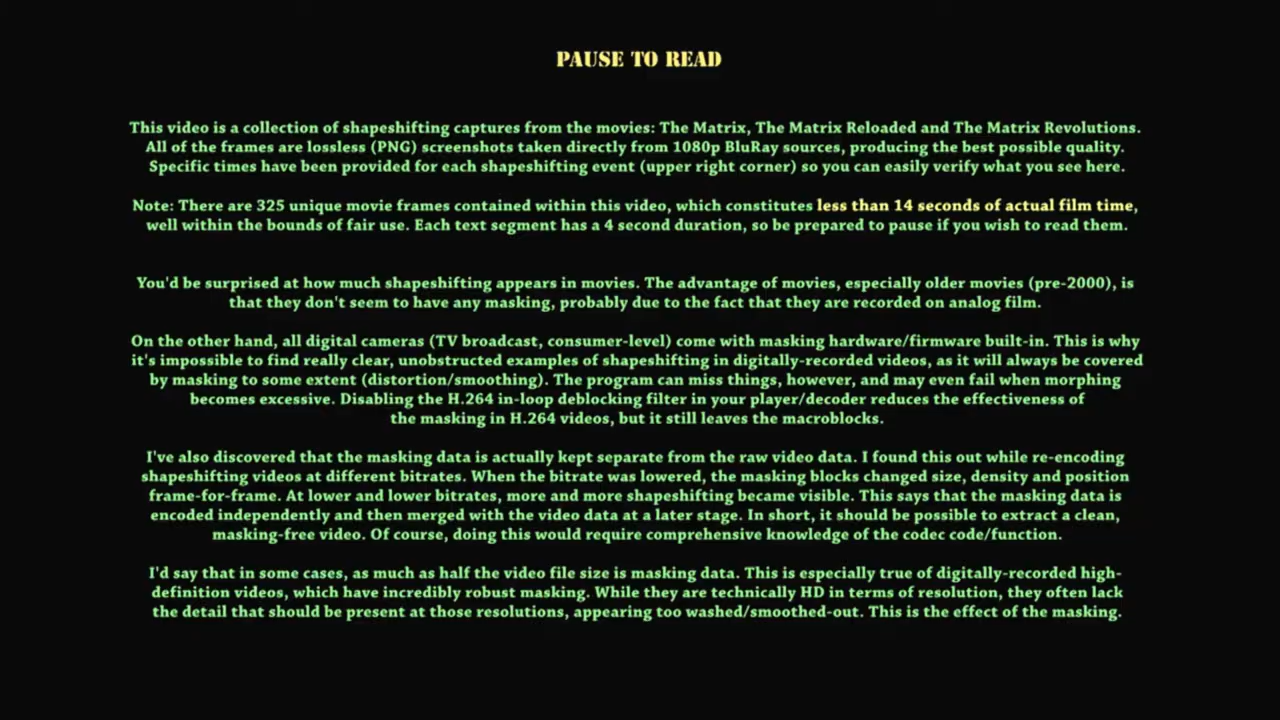 PAUSE TO READ
This video is a collection of shapeshifting captures from the movies: The Matrix, The Matrix Reloaded and The Matrix Revolutions.
All of the frames are lossless (PNG) screenshots taken directly from 1080p BluRay sources, producing the best possible quality.
Specific times have been provided for each shapeshifting event (upper right corner) so you can easily verify what you see here.
Note: There are 325 unique movie frames contained within this video, which constitutes less than 14 seconds of actual film time,
well within the bounds of fair use. Each text segment has a 4 second duration, so be prepared to pause if you wish to read them.
You'd be surprised at how much shapeshifting appears in movies. The advantage of movies, especially older movies (pre-2000), is
that they don't seem to have any masking, probably due to the fact that they are recorded on analog film.
On the other hand, all digital cameras (TV broadcast, consumer-level) come with masking hardware/firmware built-in. This is why
it's impossible to find really clear, unobstructed examples of shapeshifting in digitally-recorded videos, as it will always be covered
by masking to some extent (distortion/smoothing). The program can miss things, however, and may even fail when morphing
becomes excessive. Disabling the H.264 in-loop deblocking filter in your player/decoder reduces the effectiveness of
the masking in H.264 videos, but it still leaves the macroblocks.
I've also discovered that the masking data is actually kept separate from the raw video data. I found this out while re-encoding
shapeshifting videos at different bitrates. When the bitrate was lowered, the masking blocks changed size, density and position
frame-for-frame. At lower and lower bitrates, more and more shapeshifting became visible. This says that the masking data is
encoded independently and then merged with the video data at a later stage. In short, it should be possible to extract a clean,
masking-free video. Of course, doing this would require comprehensive knowledge of the codec code/function.
I'd say that in some cases, as much as half the video file size is masking data. This is especially true of digitally-recorded high-
definition videos, which have incredibly robust masking. While they are technically HD in terms of resolution, they often lack
the detail that should be present at those resolutions, appearing too washed/smoothed-out. This is the effect of the masking.